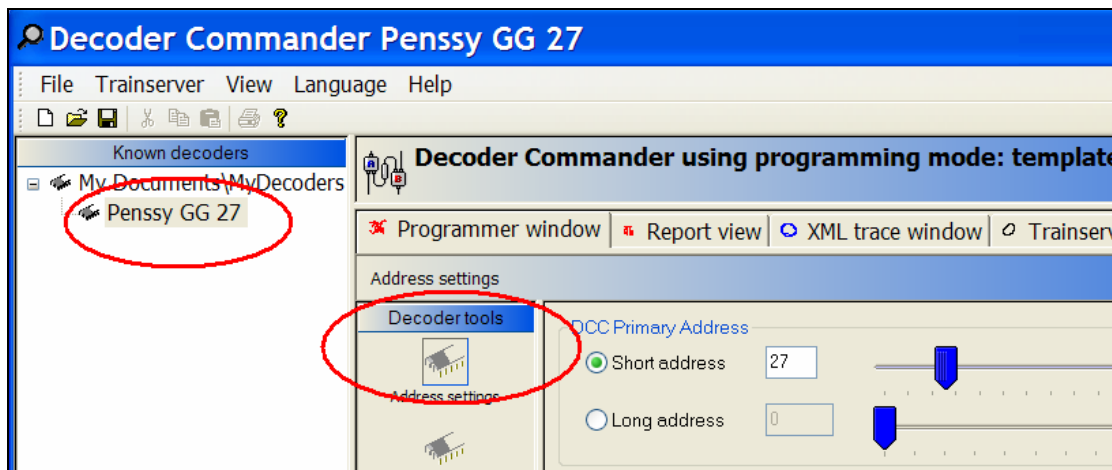 Decoder Commander Penssy GG 27
File Trainserver View Language Help
Known decoders
My Documents\MyDecoders
Penssy GG 27
Decoder Commander using programming mode: template
Programmer window
Report view
XML trace window
Trainserv
Address settings
Decoder tools
Address settings
DCC Primary Address
Short address 27
Long address 0